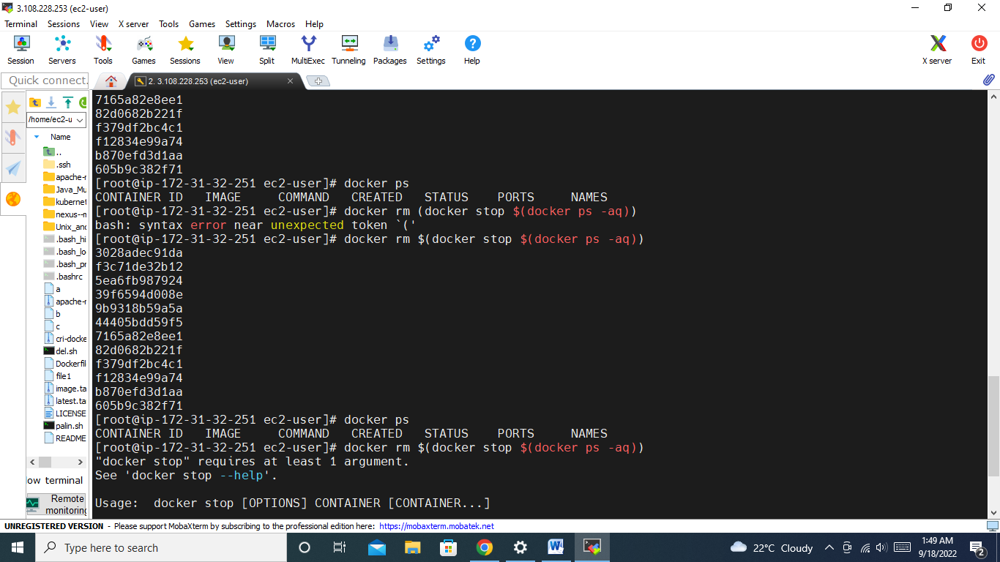 3.108.228.253 (ec2-user)
Terminal Sessions View X server Tools Games Settings Macros Help
Session Servers Tools Games Sessions View Split MultiExec Tunneling Packages Settings Help X server Exit
Quick connect. 2. 3.108.228.253 (ec2-user)
/home/ec2-u
Name
..
.ssh
apache-r
Java_Mu
kubernet
nexus--m
Unix_and
.bash_hi
.bash_lo
.bash_pr
.bashrc
a
apache-r
b
c
cri-docke
del.sh
Dockerfil
file1
image.ta
latest.ta
LICENSE
palin.sh
README
low terminal
Remote
monitoring
7165a82e8ee1
82d0682b221f
f379df2bc4c1
f12834e99a74
b870efd3d1aa
605b9c382f71
[root@ip-172-31-32-251 ec2-user]# docker ps
CONTAINER ID IMAGE COMMAND CREATED STATUS PORTS NAMES
[root@ip-172-31-32-251 ec2-user]# docker rm (docker stop $(docker ps -aq))
bash: syntax error near unexpected token `('
[root@ip-172-31-32-251 ec2-user]# docker rm $(docker stop $(docker ps -aq))
3028adec91da
f3c71de32b12
5ea6fb987924
39f6594d008e
9b9318b59a5a
44405bdd59f5
7165a82e8ee1
82d0682b221f
f379df2bc4c1
f12834e99a74
b870efd3d1aa
605b9c382f71
[root@ip-172-31-32-251 ec2-user]# docker ps
CONTAINER ID IMAGE COMMAND CREATED STATUS PORTS NAMES
[root@ip-172-31-32-251 ec2-user]# docker rm $(docker stop $(docker ps -aq))
"docker stop" requires at least 1 argument.
See 'docker stop --help'.
Usage: docker stop [OPTIONS] CONTAINER [CONTAINER...]
UNREGISTERED VERSION - Please support MobaXterm by subscribing to the professional edition here: https://mobaxterm.mobatek.net
Type here to search
22°C Cloudy
1:49 AM
9/18/2022
2